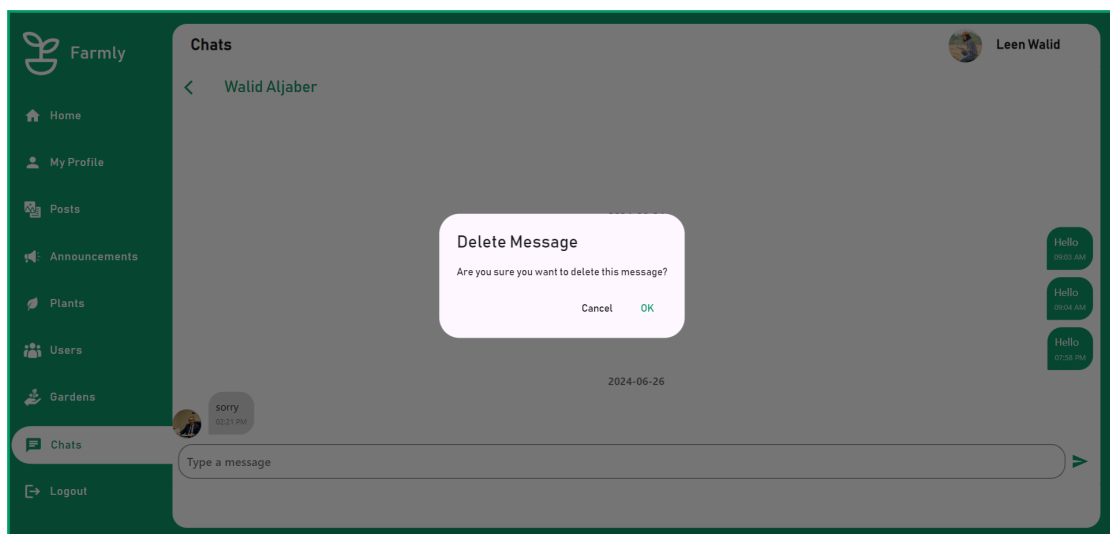 Farmly
Home
My Profile
Posts
Announcements
Plants
Users
Gardens
Chats
Logout
Chats
Leen Walid
Walid Aljaber
Delete Message
Are you sure you want to delete this message?
Cancel OK
Hello
09:03 AM
Hello
09:04 AM
Hello
07:58 PM
2024-06-26
sorry
02:21 PM
Type a message